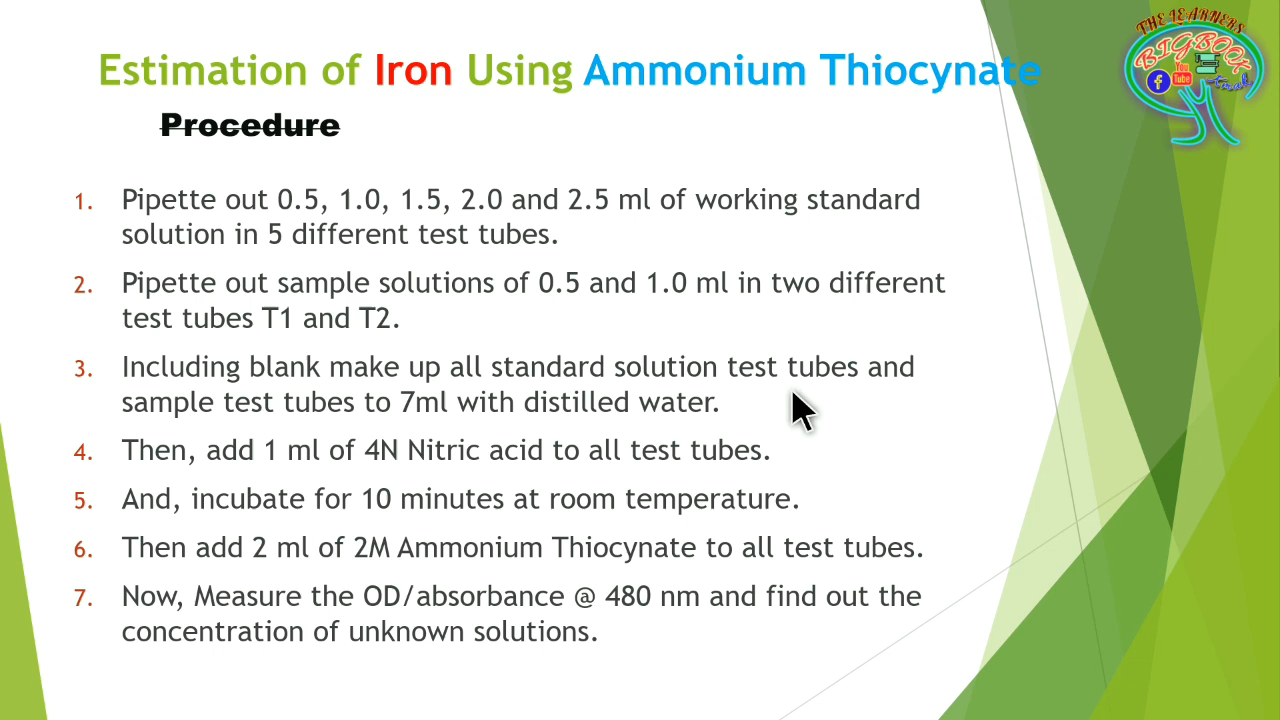 Estimation of Iron Using Ammonium Thiocynate
Procedure
1. Pipette out 0.5, 1.0, 1.5, 2.0 and 2.5 ml of working standard
solution in 5 different test tubes.
2. Pipette out sample solutions of 0.5 and 1.0 ml in two different
test tubes T1 and T2.
3. Including blank make up all standard solution test tubes and
sample test tubes to 7ml with distilled water.
4. Then, add 1 ml of 4N Nitric acid to all test tubes.
5. And, incubate for 10 minutes at room temperature.
6. Then add 2 ml of 2M Ammonium Thiocynate to all test tubes.
7. Now, Measure the OD/absorbance @ 480 nm and find out the
concentration of unknown solutions.
THE LEARNERS
BIGBOOK
You
Tube
f